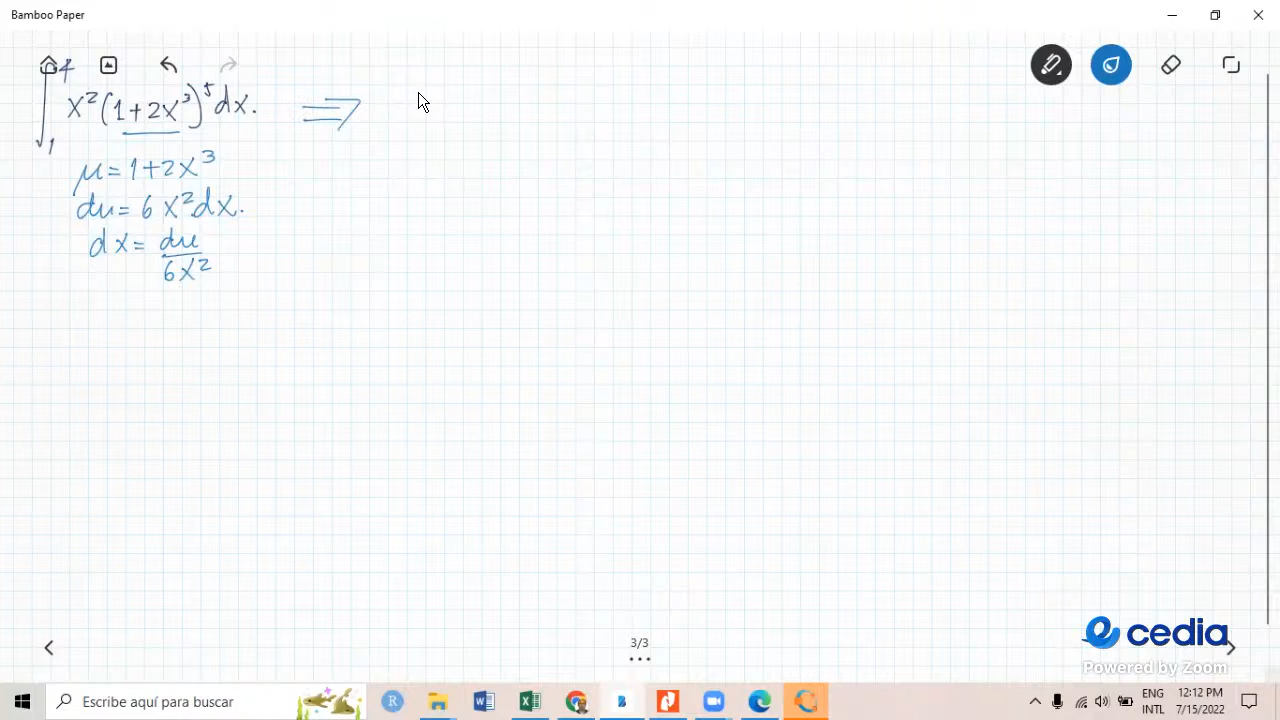 Bamboo Paper
∫₁⁴ x²(1+2x³)⁵dx. ⟹
μ = 1+2x³
du = 6x²dx.
dx = du/6x²
3/3
cedia
Powered by Zoom
Escribe aquí para buscar
ENG
INTL
12:12 PM
7/15/2022